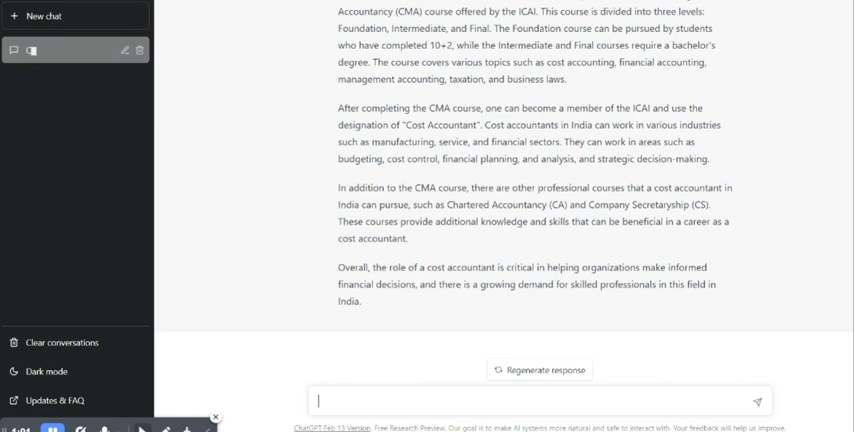 New chat
Accountancy (CMA) course offered by the ICAI. This course is divided into three levels:
Foundation, Intermediate, and Final. The Foundation course can be pursued by students
who have completed 10+2, while the Intermediate and Final courses require a bachelor's
degree. The course covers various topics such as cost accounting, financial accounting,
management accounting, taxation, and business laws.
After completing the CMA course, one can become a member of the ICAI and use the
designation of "Cost Accountant". Cost accountants in India can work in various industries
such as manufacturing, service, and financial sectors. They can work in areas such as
budgeting, cost control, financial planning, and analysis, and strategic decision-making.
In addition to the CMA course, there are other professional courses that a cost accountant in
India can pursue, such as Chartered Accountancy (CA) and Company Secretaryship (CS).
These courses provide additional knowledge and skills that can be beneficial in a career as a
cost accountant.
Overall, the role of a cost accountant is critical in helping organizations make informed
financial decisions, and there is a growing demand for skilled professionals in this field in
India.
Clear conversations
Dark mode
Updates & FAQ
Regenerate response
ChatGPT Feb 13 Version. Free Research Preview. Our goal is to make AI systems more natural and safe to interact with. Your feedback will help us improve.